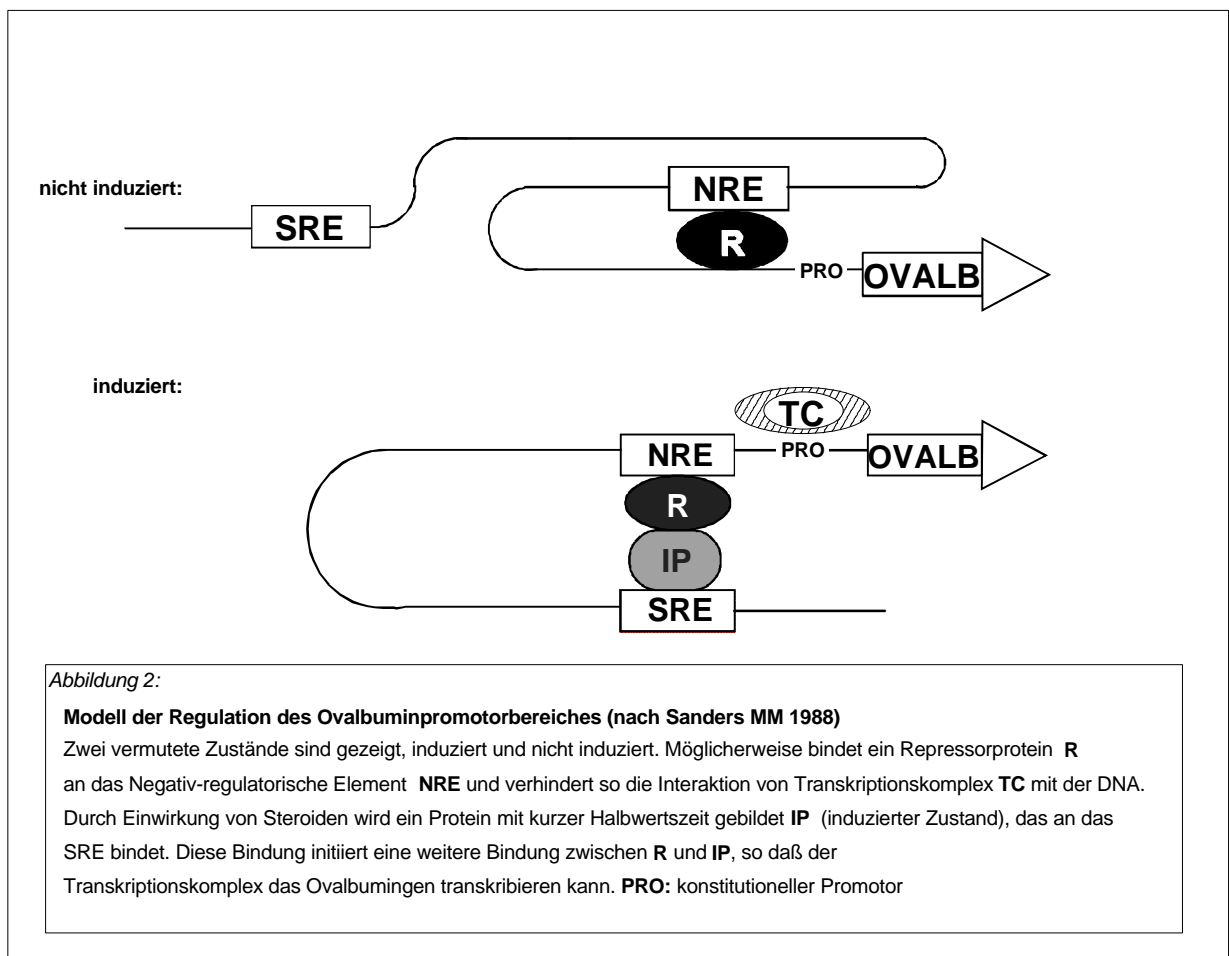 nicht induziert:
NRE
SRE
R
PRO
OVALB
induziert:
TC
NRE
PRO
OVALB
R
IP
SRE
Abbildung 2:
Modell der Regulation des Ovalbuminpromotorbereiches (nach Sanders MM 1988)
Zwei vermutete Zustände sind gezeigt, induziert und nicht induziert. Möglicherweise bindet ein Repressorprotein R
an das Negativ-regulatorische Element NRE und verhindert so die Interaktion von Transkriptionskomplex TC mit der DNA.
Durch Einwirkung von Steroiden wird ein Protein mit kurzer Halbwertszeit gebildet IP (induzierter Zustand), das an das
SRE bindet. Diese Bindung initiiert eine weitere Bindung zwischen R und IP, so daß der
Transkriptionskomplex das Ovalbumingen transkribieren kann. PRO: konstitutioneller Promotor